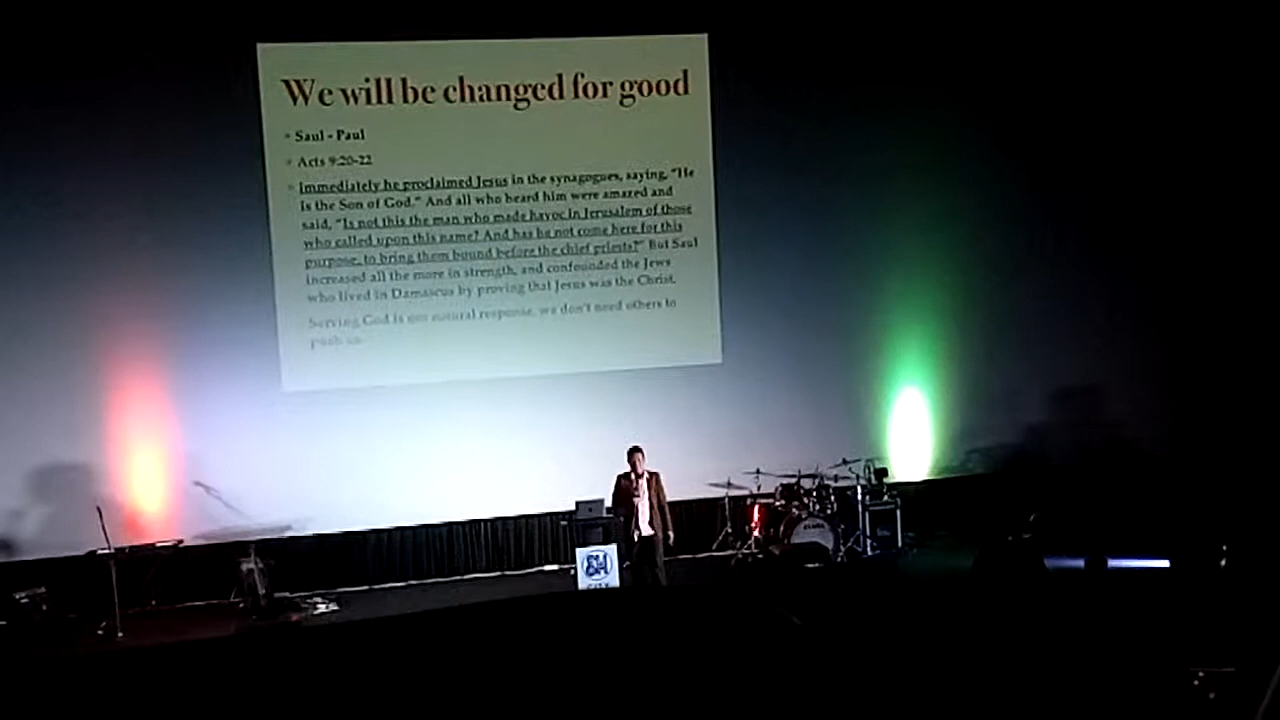 We will be changed for good
Saul - Paul
Acts 9:20-22
Immediately he proclaimed Jesus in the synagogues, saying, "He
is the Son of God." And all who heard him were amazed and
said, "Is not this the man who made havoc in Jerusalem of those
who called upon this name? And has he not come here for this
purpose, to bring them bound before the chief priests?" But Saul
increased all the more in strength, and confounded the Jews
who lived in Damascus by proving that Jesus was the Christ.
Serving God is our natural response, we don't need others to
push us
SM
CITY
TAMA